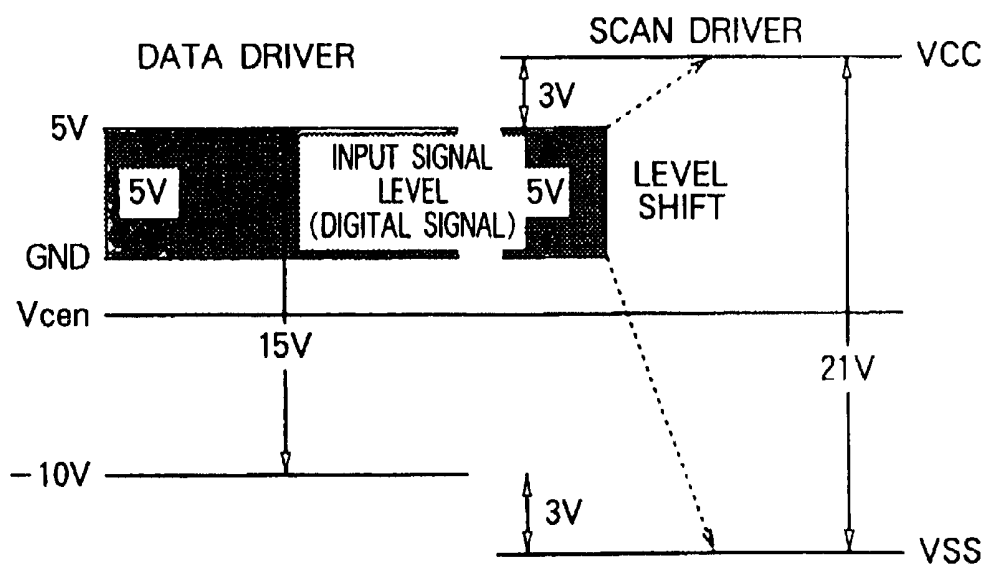 DATA DRIVER
SCAN DRIVER
VCC
3V
5V
5V
INPUT SIGNAL
LEVEL
(DIGITAL SIGNAL)
5V
LEVEL
SHIFT
GND
Vcen
15V
21V
-10V
3V
VSS